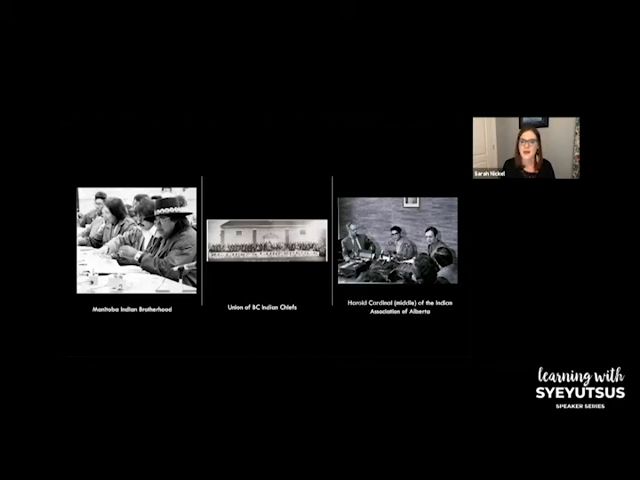 Sarah Nickel
Manitoba Indian Brotherhood
Union of BC Indian Chiefs
Harold Cardinal (middle) of the Indian
Association of Alberta
learning with
SYEYUTSUS
SPEAKER SERIES